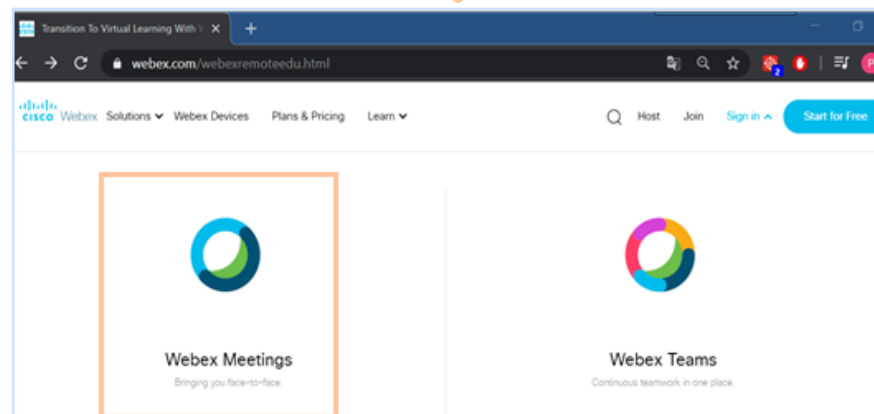 Transition To Virtual Learning With
webex.com/webexremoteedu.html
2
CISCO Webex Solutions Webex Devices Plans & Pricing Learn Host Join Sign in Start for Free
Webex Meetings Webex Teams
Bringing you face-to-face. Continuous teamwork in one place.